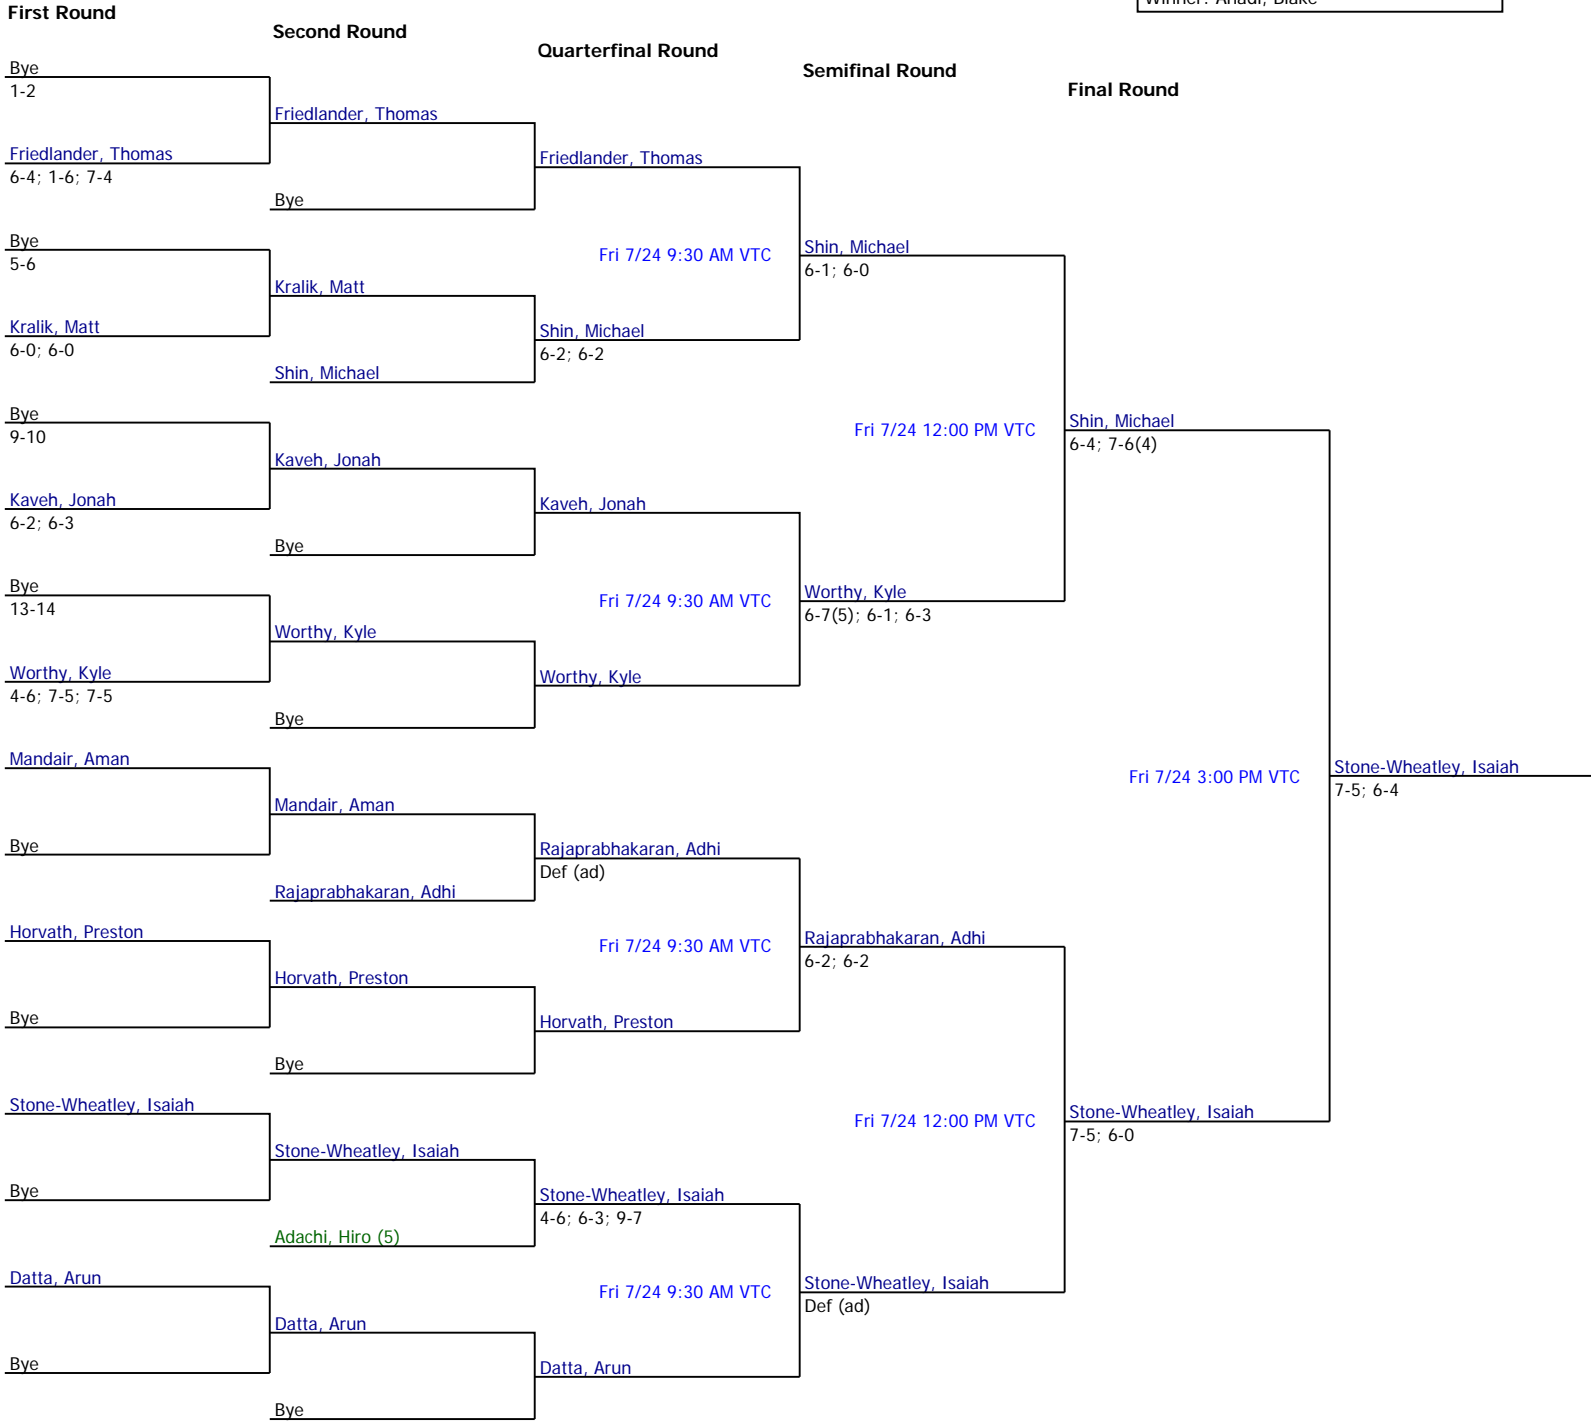 Winner: Ahadi, Blake
First Round
Second Round
Quarterfinal Round
Semifinal Round
Final Round
Bye
1-2
Friedlander, Thomas
6-4; 1-6; 7-4
Bye
5-6
Kralik, Matt
6-0; 6-0
Bye
9-10
Kaveh, Jonah
6-2; 6-3
Bye
13-14
Worthy, Kyle
4-6; 7-5; 7-5
Mandair, Aman
Bye
Horvath, Preston
Bye
Stone-Wheatley, Isaiah
Bye
Datta, Arun
Bye
Friedlander, Thomas
Bye
Kralik, Matt
Shin, Michael
Kaveh, Jonah
Bye
Worthy, Kyle
Bye
Mandair, Aman
Rajaprabhakaran, Adhi
Horvath, Preston
Bye
Stone-Wheatley, Isaiah
Adachi, Hiro (5)
Datta, Arun
Bye
Friedlander, Thomas
Fri 7/24 9:30 AM VTC
Shin, Michael
6-2; 6-2
Kaveh, Jonah
Fri 7/24 9:30 AM VTC
Worthy, Kyle
Rajaprabhakaran, Adhi
Def (ad)
Fri 7/24 9:30 AM VTC
Horvath, Preston
Stone-Wheatley, Isaiah
4-6; 6-3; 9-7
Fri 7/24 9:30 AM VTC
Datta, Arun
Shin, Michael
6-1; 6-0
Fri 7/24 12:00 PM VTC
Worthy, Kyle
6-7(5); 6-1; 6-3
Rajaprabhakaran, Adhi
6-2; 6-2
Fri 7/24 12:00 PM VTC
Stone-Wheatley, Isaiah
Def (ad)
Shin, Michael
6-4; 7-6(4)
Fri 7/24 3:00 PM VTC
Stone-Wheatley, Isaiah
7-5; 6-0
Stone-Wheatley, Isaiah
7-5; 6-4